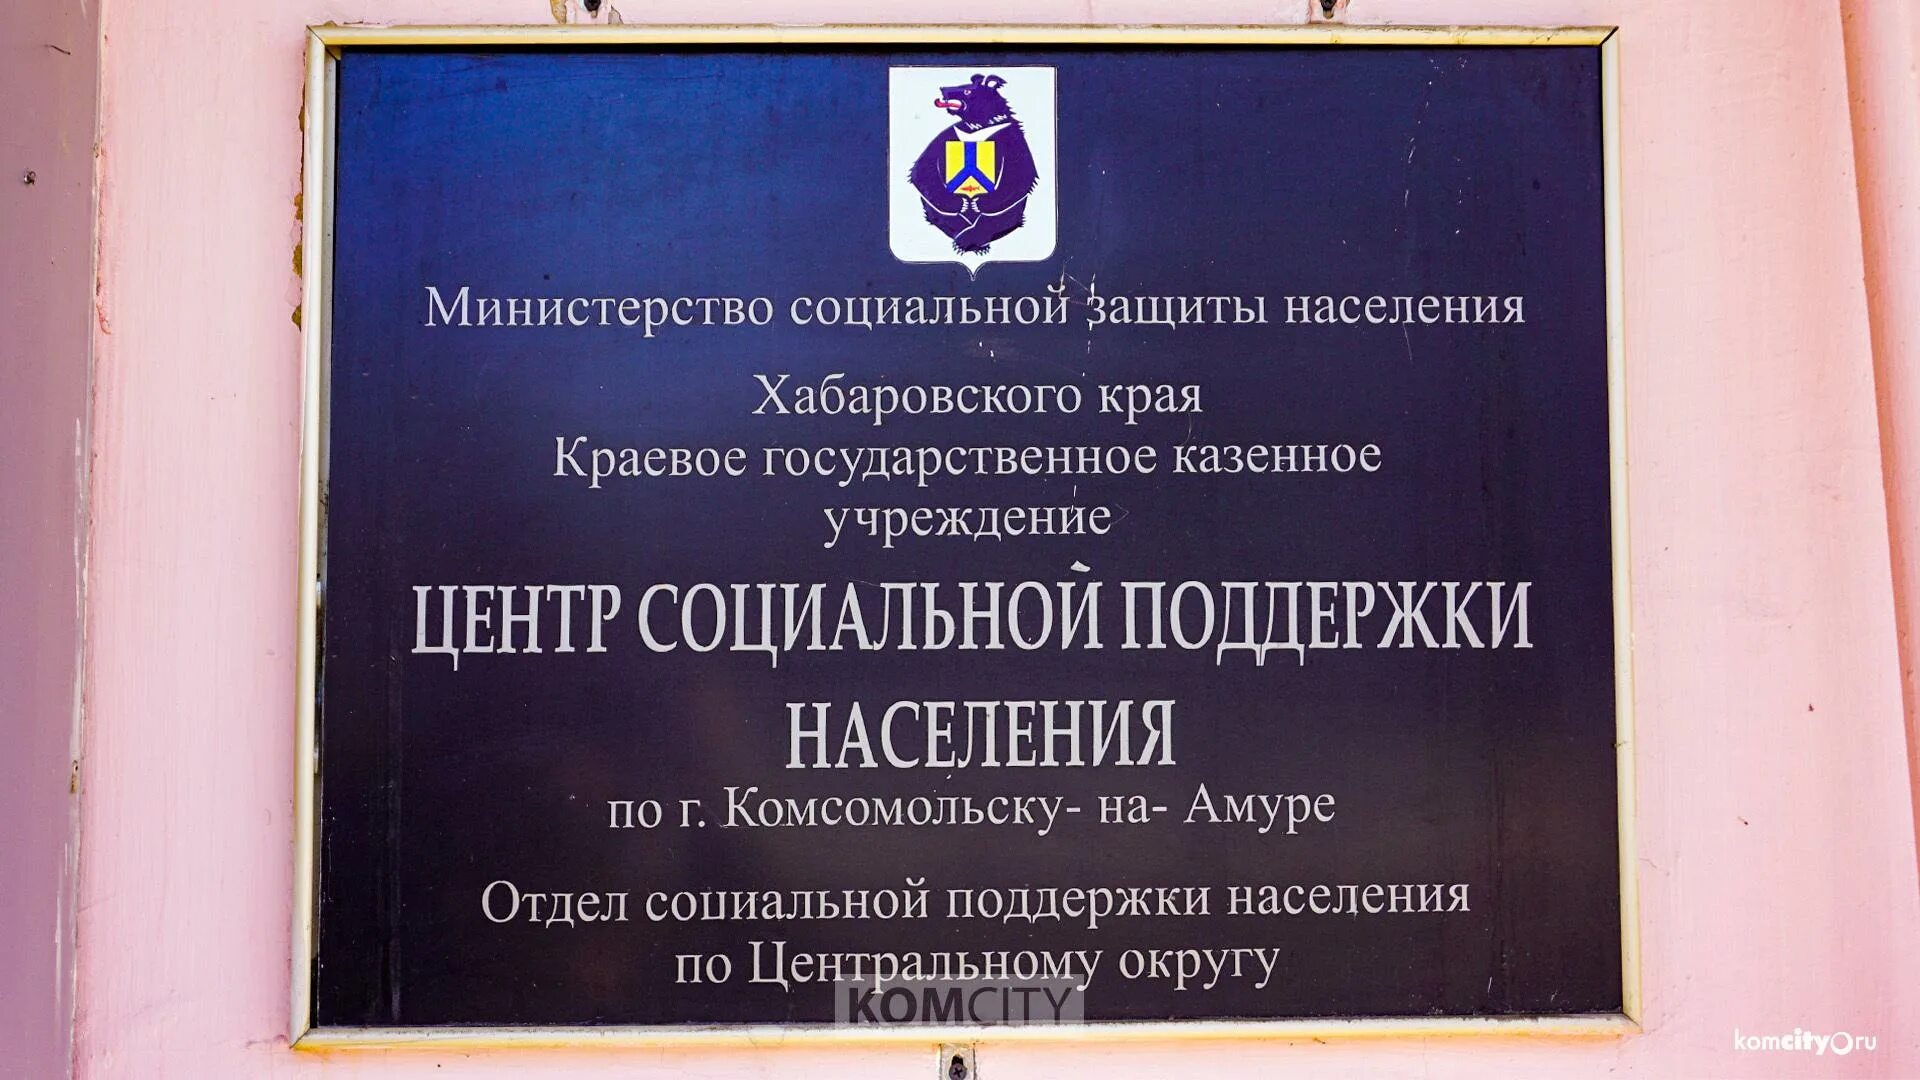 Министерство социальной защиты населения
Хабаровского края
Краевое государственное казенное
учреждение
ЦЕНТР СОЦИАЛЬНОЙ ПОДДЕРЖКИ
НАСЕЛЕНИЯ
по г. Комсомольску- на- Амуре
Отдел социальной поддержки населения
по Центральному округу
KOMCITY
komcity.ru